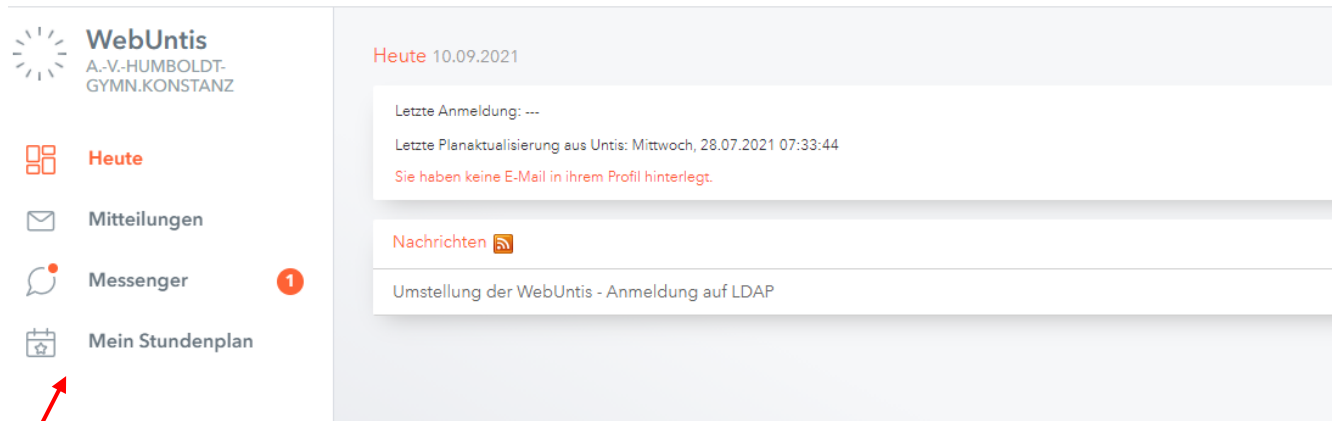 WebUntis
A.-V.-HUMBOLDT-
GYMN.KONSTANZ
Heute
Mitteilungen
Messenger 1
Mein Stundenplan
Heute 10.09.2021
Letzte Anmeldung: ---
Letzte Planaktualisierung aus Untis: Mittwoch, 28.07.2021 07:33:44
Sie haben keine E-Mail in ihrem Profil hinterlegt.
Nachrichten
Umstellung der WebUntis - Anmeldung auf LDAP